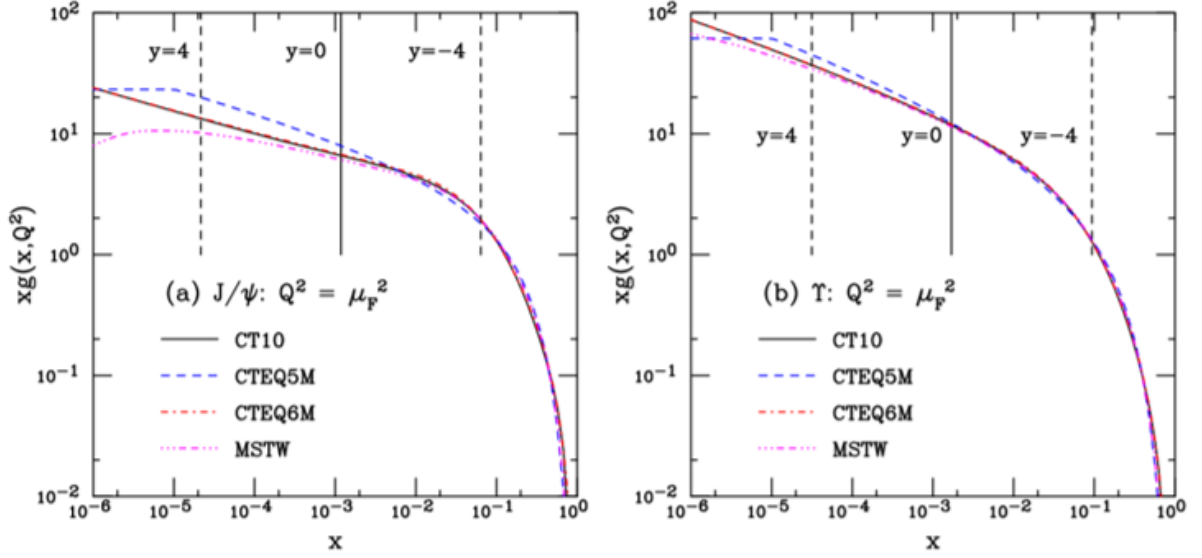 10²
10¹
10⁰
10⁻¹
10⁻²
xg(x,Q²)
y=4
y=0
y=-4
(a) J/ψ: Q² = μ_F²
CT10
CTEQ5M
CTEQ6M
MSTW
10⁻⁶ 10⁻⁵ 10⁻⁴ 10⁻³ 10⁻² 10⁻¹ 10⁰
x
10²
10¹
10⁰
10⁻¹
10⁻²
xg(x,Q²)
y=4
y=0
y=-4
(b) ϒ: Q² = μ_F²
CT10
CTEQ5M
CTEQ6M
MSTW
10⁻⁶ 10⁻⁵ 10⁻⁴ 10⁻³ 10⁻² 10⁻¹ 10⁰
x